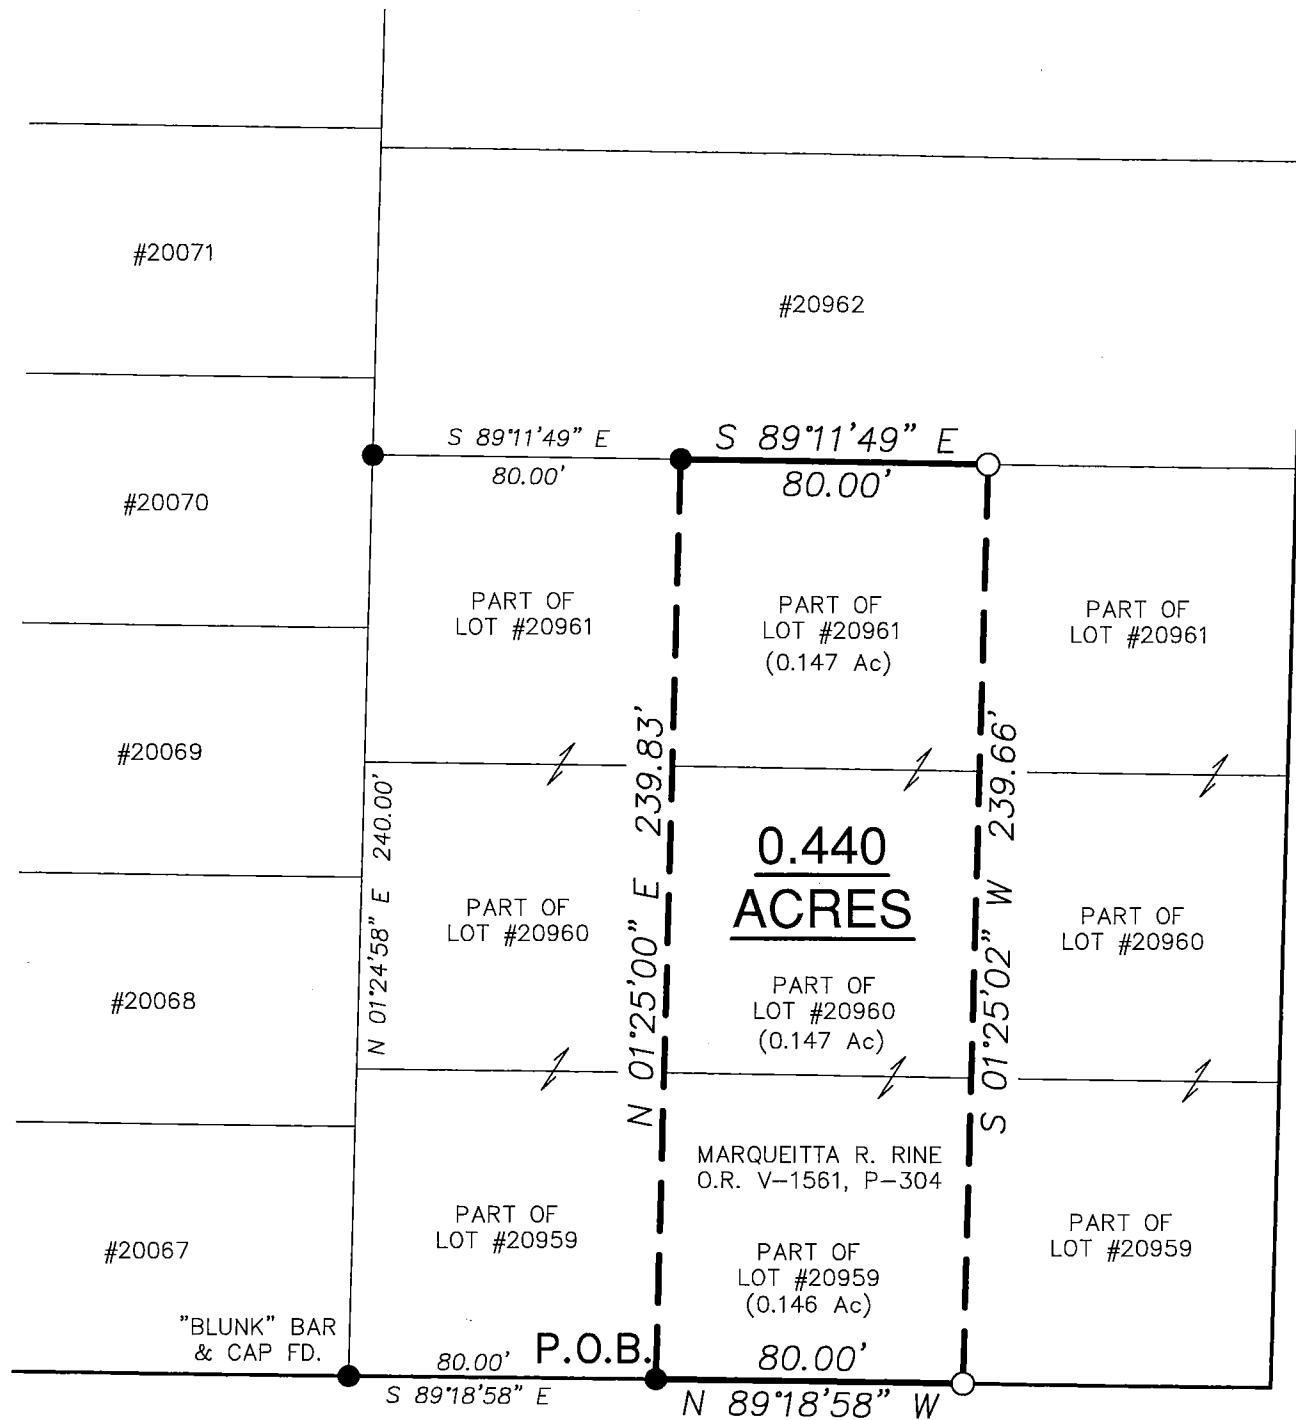 #20071
#20962
S 89°11'49" E
80.00'
S 89°11'49" E
80.00'
#20070
PART OF
LOT #20961
PART OF
LOT #20961
(0.147 Ac)
PART OF
LOT #20961
#20069
N 01°24'58" E 240.00'
N 01°25'00" E 239.83'
S 01°25'02" W 239.66'
0.440
ACRES
PART OF
LOT #20960
PART OF
LOT #20960
(0.147 Ac)
PART OF
LOT #20960
#20068
MARQUEITTA R. RINE
O.R. V-1561, P-304
PART OF
LOT #20959
PART OF
LOT #20959
(0.146 Ac)
PART OF
LOT #20959
#20067
"BLUNK" BAR
& CAP FD.
80.00'
S 89°18'58" E
P.O.B.
80.00'
N 89°18'58" W